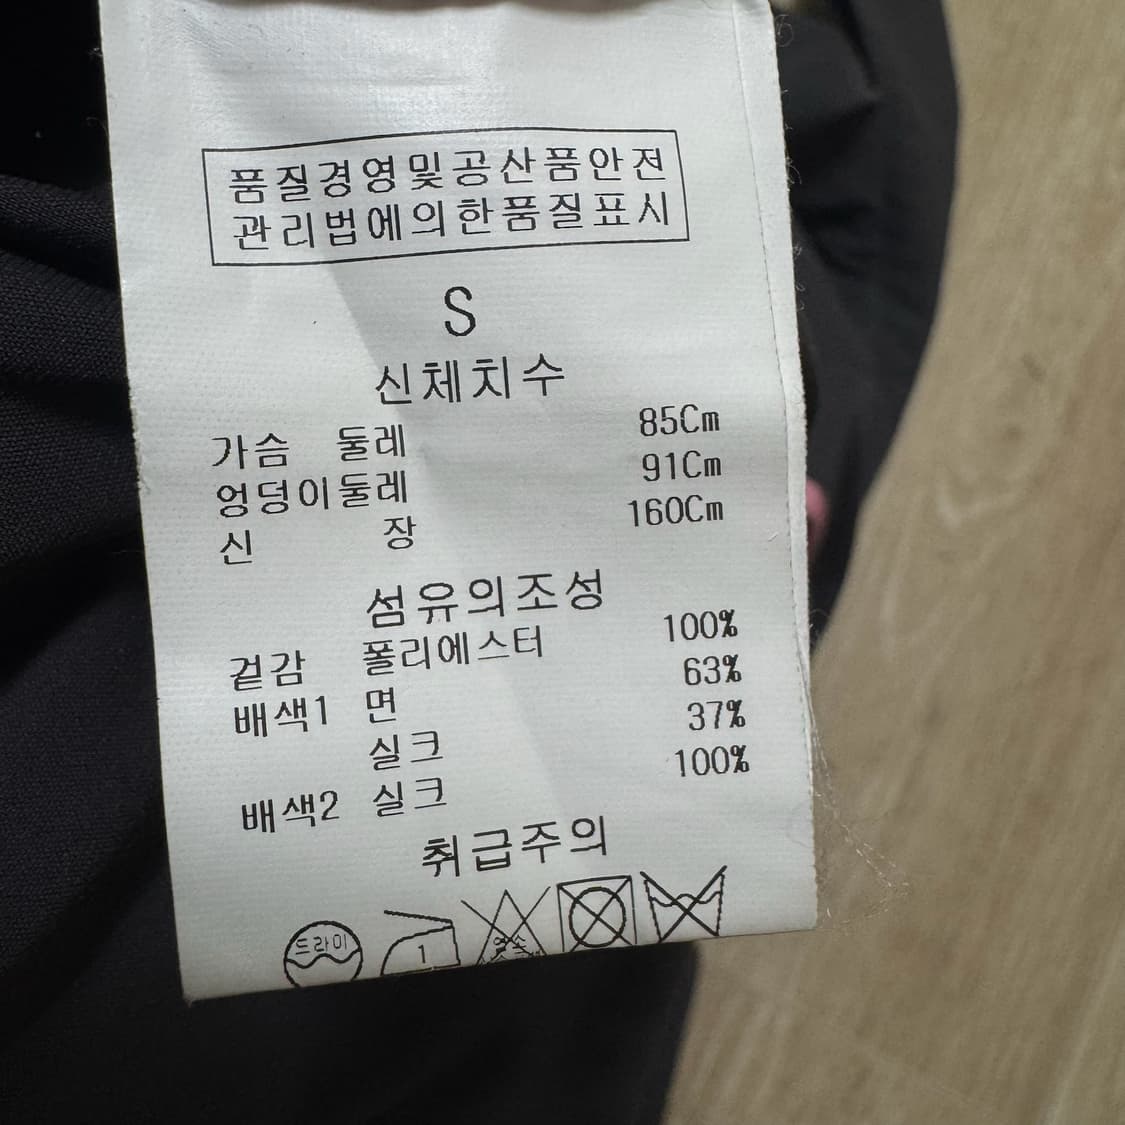 품질경영및공산품안전
관리법에의한품질표시
S
신체치수
가슴 둘레 85Cm
엉덩이둘레 91Cm
신 장 160Cm
섬유의조성
겉감 폴리에스터 100%
배색1 면 63%
실크 37%
배색2 실크 100%
취급주의
드라이 1